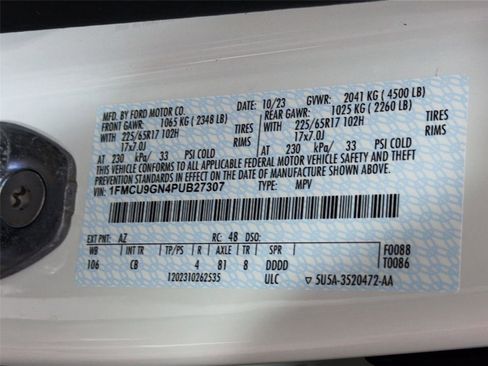 MFD. BY FORD MOTOR CO.
DATE: 10/23 GVWR: 2041 KG ( 4500 LB)
FRONT GAWR: 1065 KG ( 2348 LB) REAR GAWR: 1025 KG ( 2260 LB)
WITH 225/65R17 102H TIRES WITH 225/65R17 102H TIRES
17x7.0J RIMS 17x7.0J RIMS
AT 230 kPa/ 33 PSI COLD AT 230 kPa/ 33 PSI COLD
THIS VEHICLE CONFORMS TO ALL APPLICABLE FEDERAL MOTOR VEHICLE SAFETY AND THEFT
PREVENTION STANDARDS IN EFFECT ON THE DATE OF MANUFACTURE SHOWN ABOVE.
VIN: 1FMCU9GN4PUB27307 TYPE: MPV
EXT PNT: AZ RC: 48 DSO:
WB INT TR TP/PS R AXLE TR SPR F0088
106 CB 4 81 8 DDDD T0086
1202310262535 ULC ▽ 5U5A-3520472-AA